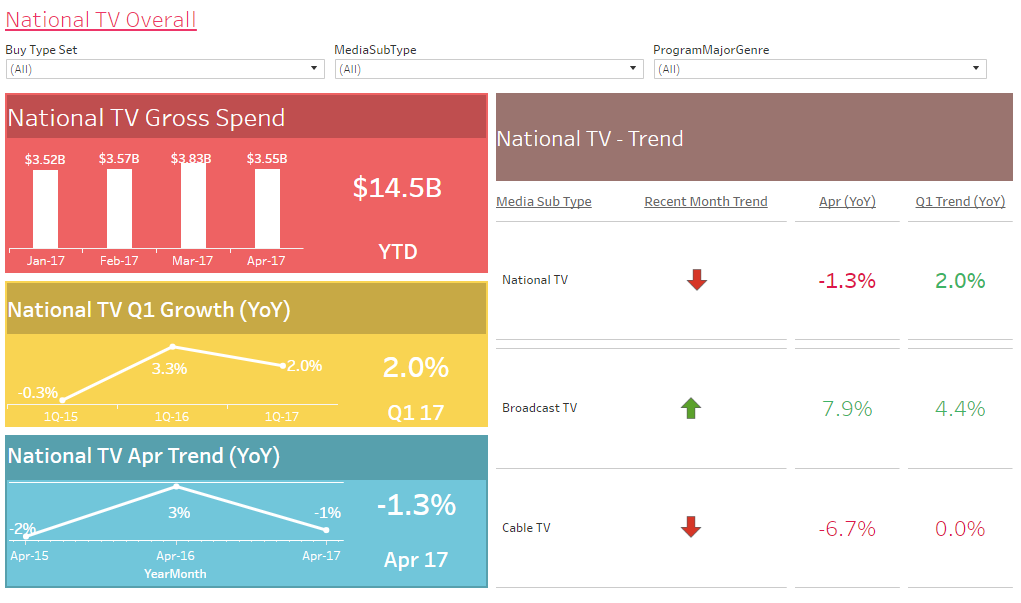 National TV Overall
Buy Type Set
MediaSubType
ProgramMajorGenre
(All)
(All)
(All)
National TV Gross Spend
$3.52B
$3.57B
$3.83B
$3.55B
$14.5B
YTD
Jan-17
Feb-17
Mar-17
Apr-17
National TV Q1 Growth (YoY)
-0.3%
3.3%
2.0%
2.0%
1Q-15
1Q-16
1Q-17
Q1 17
National TV Apr Trend (YoY)
-2%
3%
-1%
-1.3%
Apr-15
Apr-16
Apr-17
YearMonth
Apr 17
National TV - Trend
Media Sub Type
Recent Month Trend
Apr (YoY)
Q1 Trend (YoY)
National TV
-1.3%
2.0%
Broadcast TV
7.9%
4.4%
Cable TV
-6.7%
0.0%